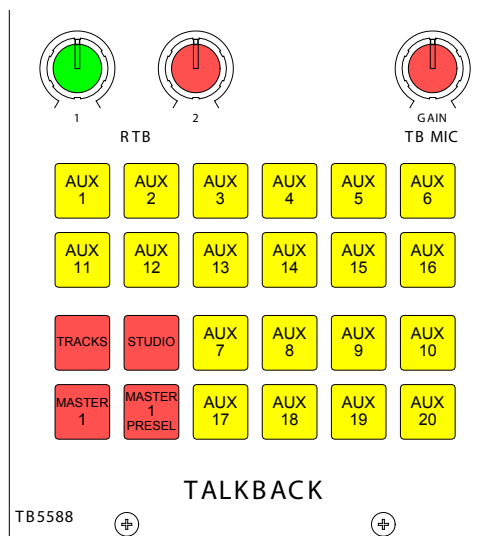 1 2 GAIN
RTB TB MIC
AUX 1 AUX 2 AUX 3 AUX 4 AUX 5 AUX 6
AUX 11 AUX 12 AUX 13 AUX 14 AUX 15 AUX 16
TRACKS STUDIO AUX 7 AUX 8 AUX 9 AUX 10
MASTER 1 MASTER 1 PRESEL AUX 17 AUX 18 AUX 19 AUX 20
TALKBACK
TB5588